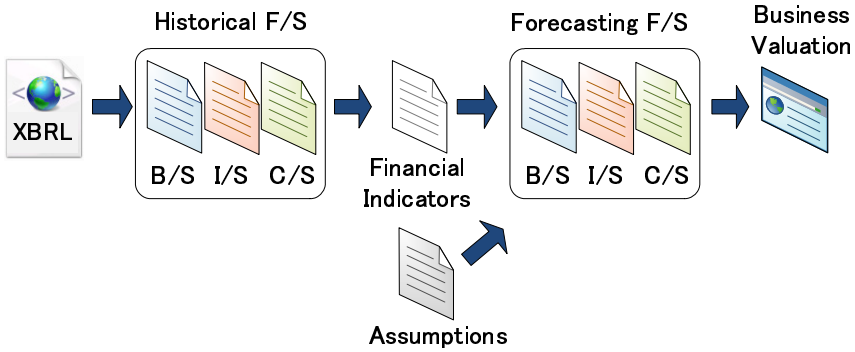 Historical F/S
Forecasting F/S
Business
Valuation
XBRL
B/S I/S C/S
Financial
Indicators
B/S I/S C/S
Assumptions